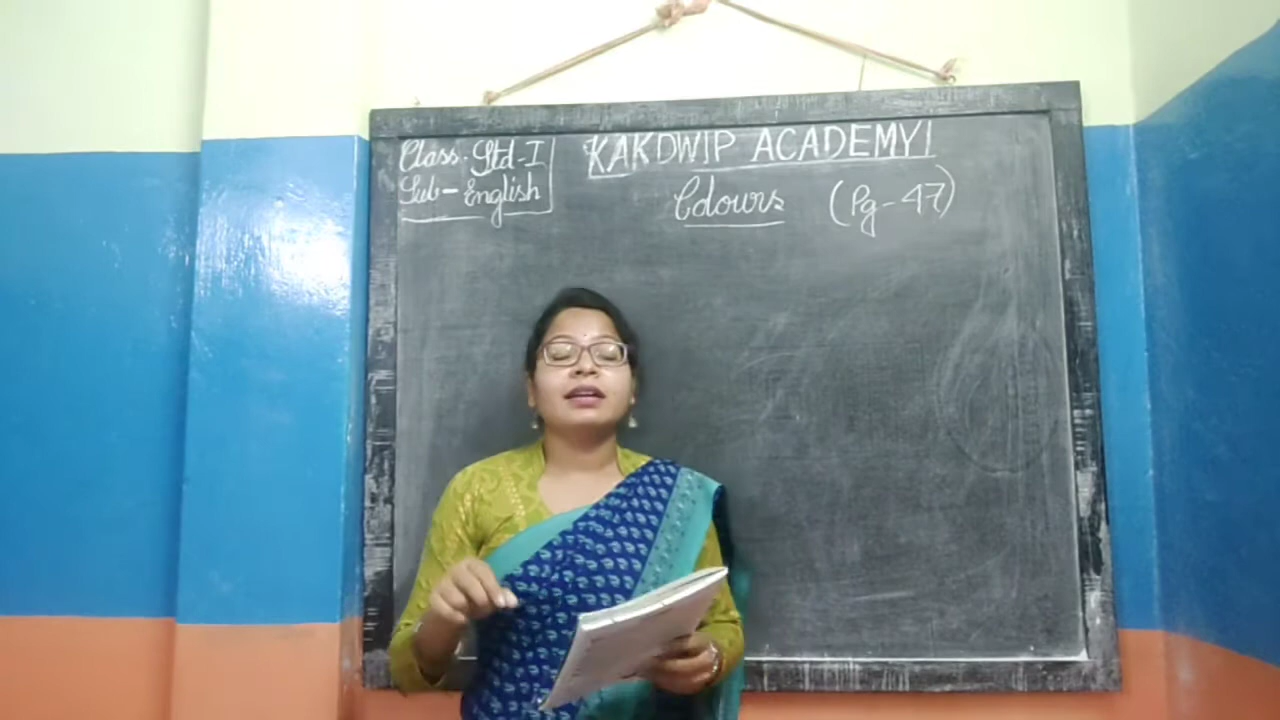 Class. Std-I
Sub- English
KAKDWIP ACADEMY
Colours (Pg-47)